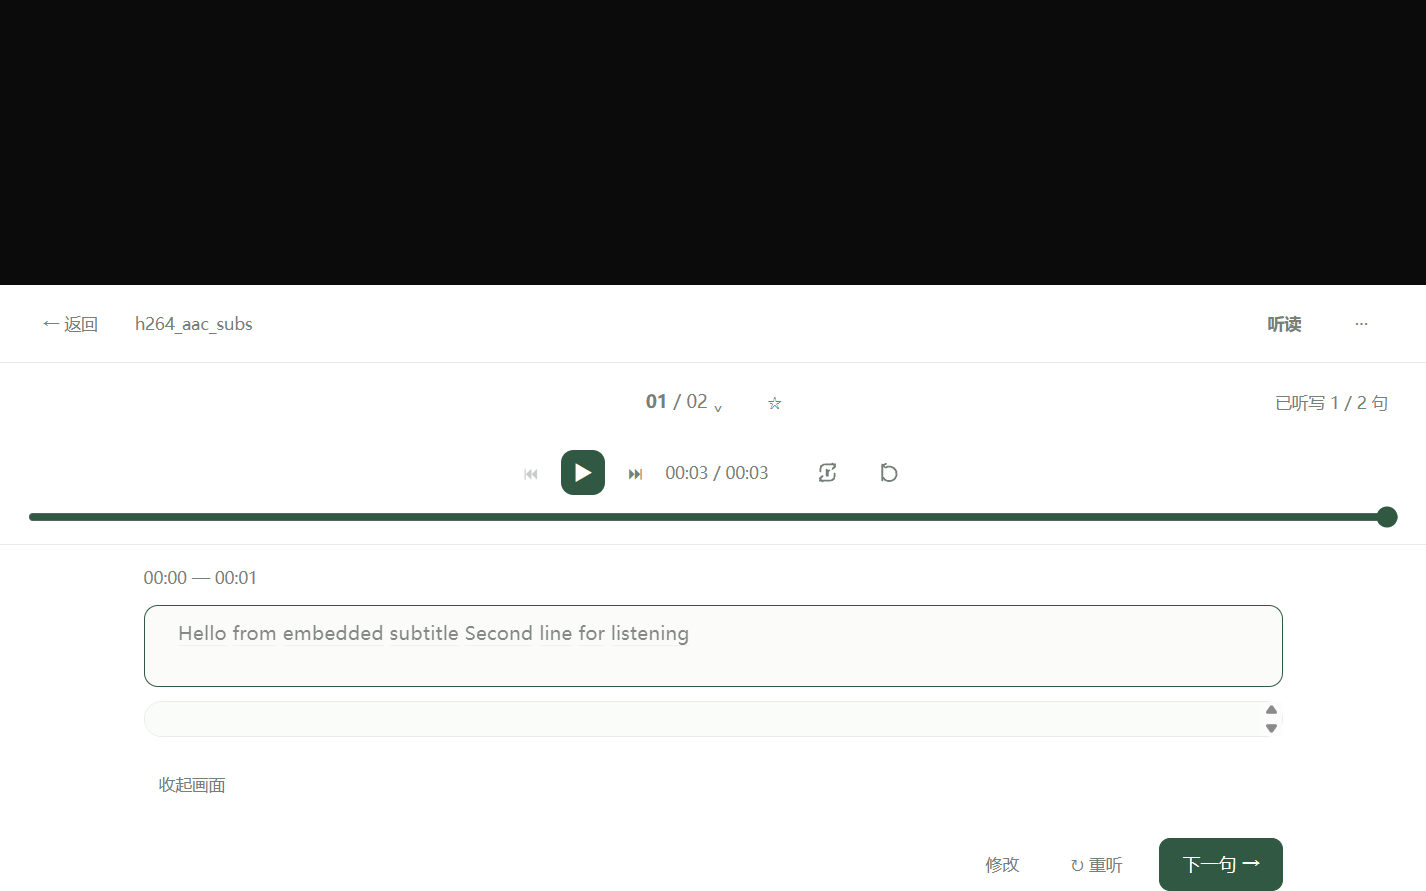 ← 返回 h264_aac_subs 听读 ···
01 / 02 ˅ ☆ 已听写 1 / 2 句
00:03 / 00:03
00:00 — 00:01
Hello from embedded subtitle Second line for listening
收起画面
修改 ↻ 重听 下一句 →